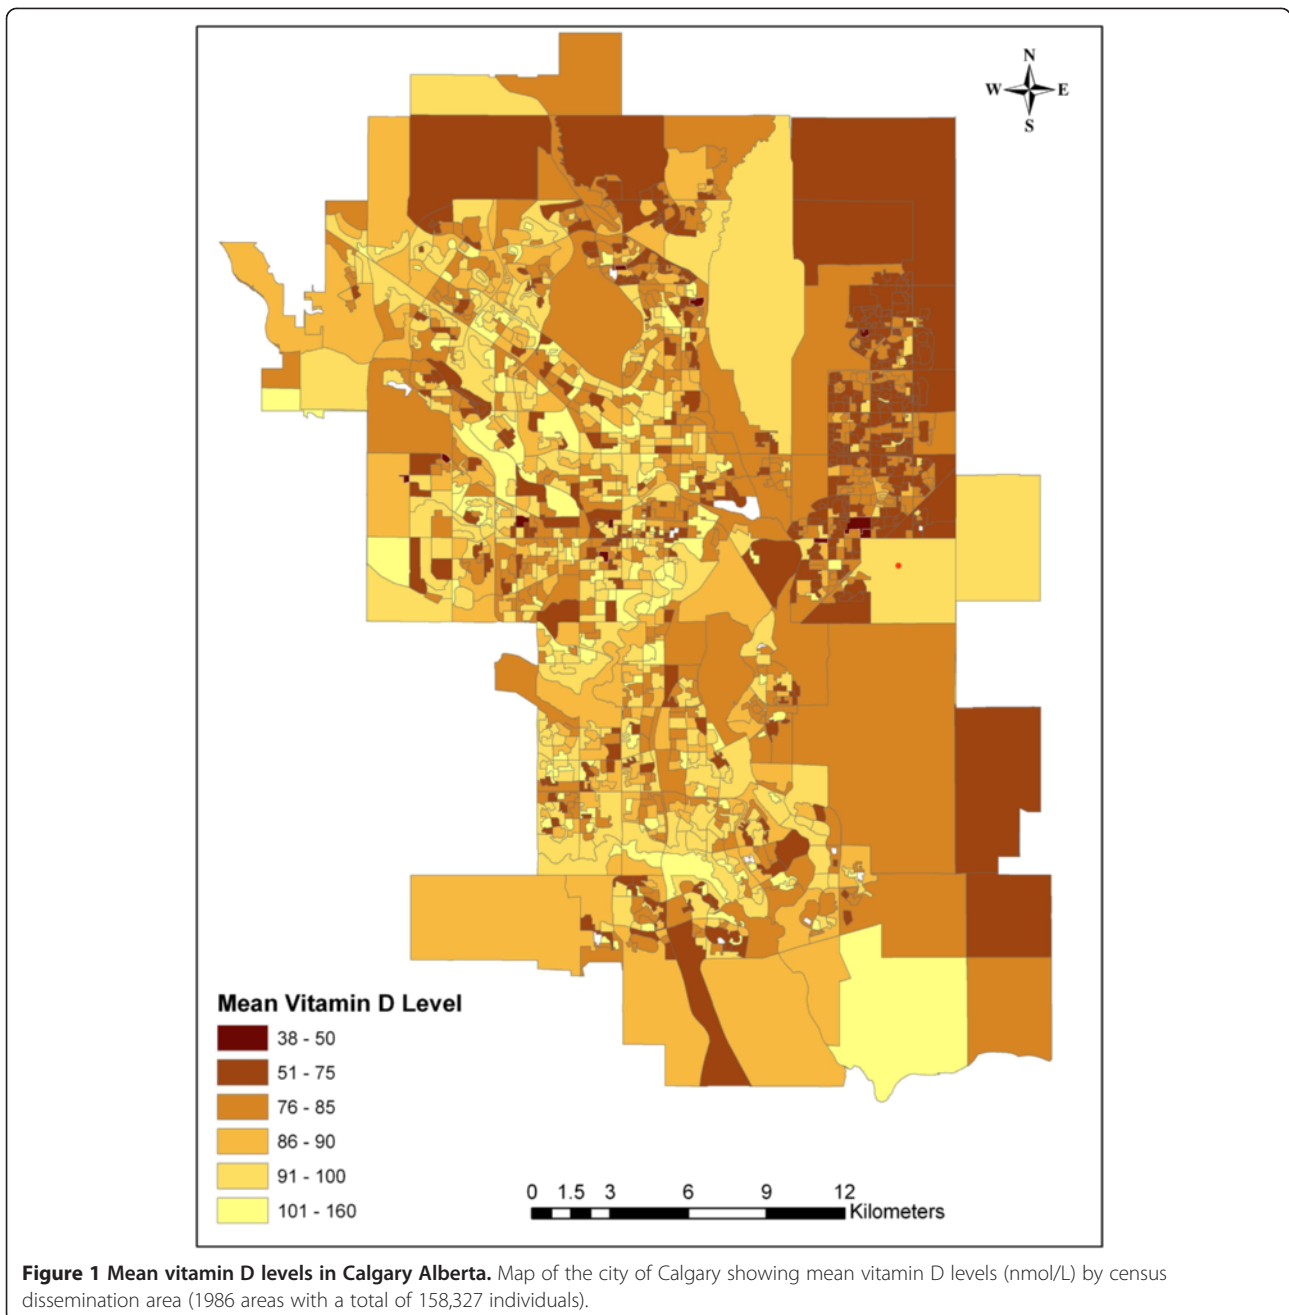 N
W E
S
Mean Vitamin D Level
38 - 50
51 - 75
76 - 85
86 - 90
91 - 100
101 - 160
0 1.5 3 6 9 12
Kilometers
Figure 1 Mean vitamin D levels in Calgary Alberta. Map of the city of Calgary showing mean vitamin D levels (nmol/L) by census
dissemination area (1986 areas with a total of 158,327 individuals).